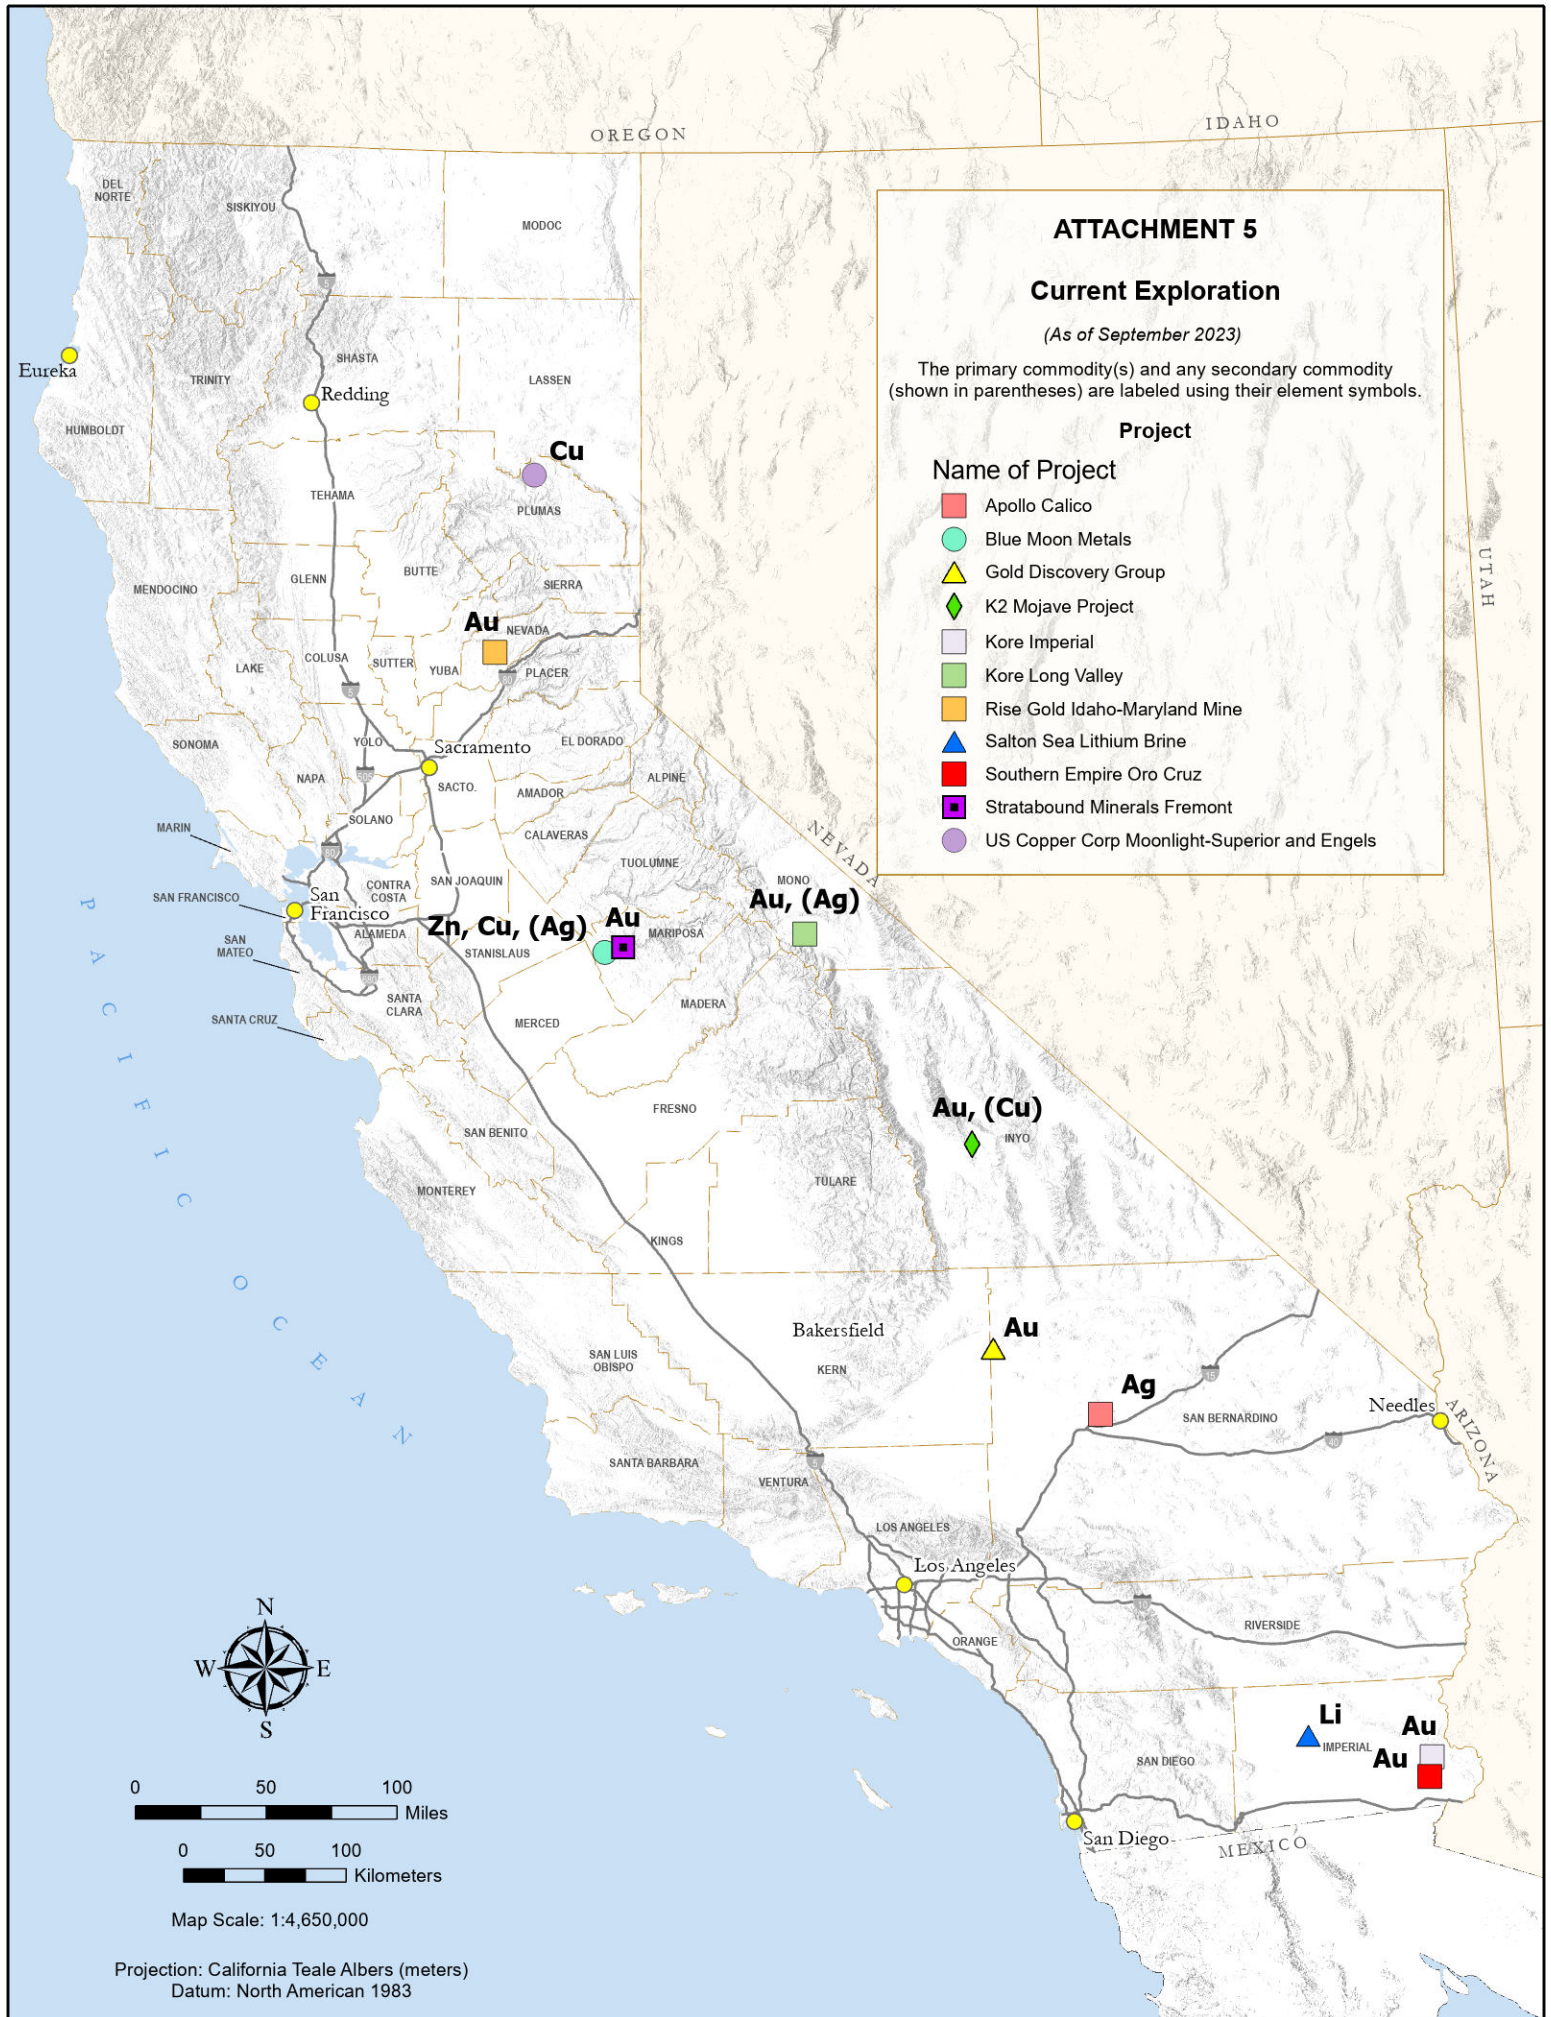 OREGON
IDAHO
DEL
NORTE
SISKIYOU
MODOC
5
ATTACHMENT 5
Current Exploration
(As of September 2023)
The primary commodity(s) and any secondary commodity
(shown in parentheses) are labeled using their element symbols.
Project
Name of Project
Apollo Calico
Blue Moon Metals
Gold Discovery Group
K2 Mojave Project
Kore Imperial
Kore Long Valley
Rise Gold Idaho-Maryland Mine
Salton Sea Lithium Brine
Southern Empire Oro Cruz
Stratabound Minerals Fremont
US Copper Corp Moonlight-Superior and Engels
UTAH
NEVADA
Eureka
SHASTA
TRINITY
Redding
LASSEN
HUMBOLDT
Cu
TEHAMA
PLUMAS
GLENN
BUTTE
SIERRA
MENDOCINO
Au
NEVADA
LAKE
COLUSA
SUTTER
YUBA
PLACER
80
5
SONOMA
YOLO
Sacramento
EL DORADO
NAPA
505
SACTO.
AMADOR
ALPINE
SOLANO
MARIN
80
CALAVERAS
TUOLUMNE
MONO
SAN FRANCISCO
San
Francisco
CONTRA
COSTA
SAN JOAQUIN
Au, (Ag)
ALAMEDA
Zn, Cu, (Ag)
Au
MARIPOSA
SAN
MATEO
STANISLAUS
SANTA
CLARA
MADERA
SANTA CRUZ
MERCED
PACIFIC OCEAN
FRESNO
Au, (Cu)
INYO
SAN BENITO
MONTEREY
TULARE
KINGS
Bakersfield
Au
SAN LUIS
OBISPO
KERN
15
Ag
SAN BERNARDINO
Needles
ARIZONA
40
SANTA BARBARA
VENTURA
5
LOS ANGELES
Los Angeles
10
RIVERSIDE
ORANGE
N
W
E
S
Li
IMPERIAL
Au
Au
SAN DIEGO
San Diego
MEXICO
0 50 100
Miles
0 50 100
Kilometers
Map Scale: 1:4,650,000
Projection: California Teale Albers (meters)
Datum: North American 1983